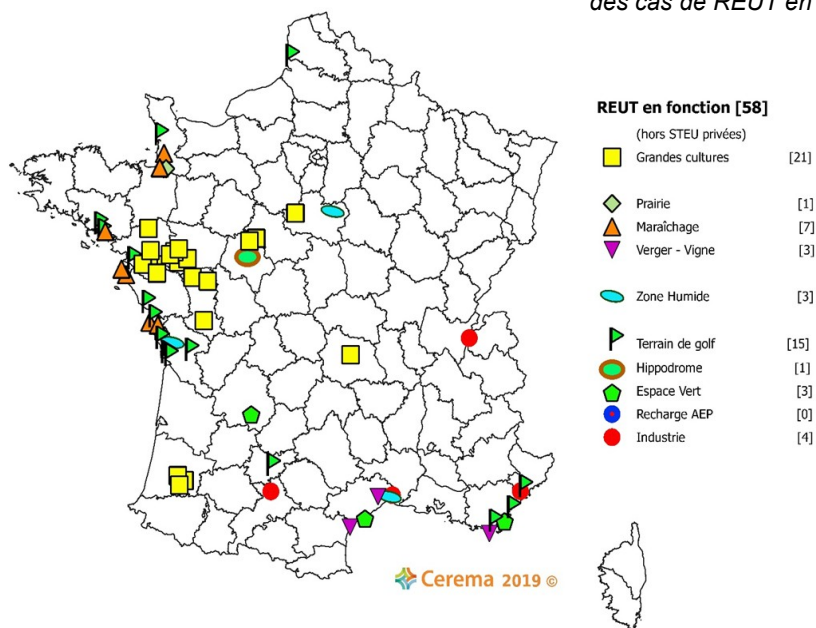 des cas de REUT en
REUT en fonction [58]
(hors STEU privées)
Grandes cultures [21]
Prairie [1]
Maraîchage [7]
Verger - Vigne [3]
Zone Humide [3]
Terrain de golf [15]
Hippodrome [1]
Espace Vert [3]
Recharge AEP [0]
Industrie [4]
Cerema 2019 ©